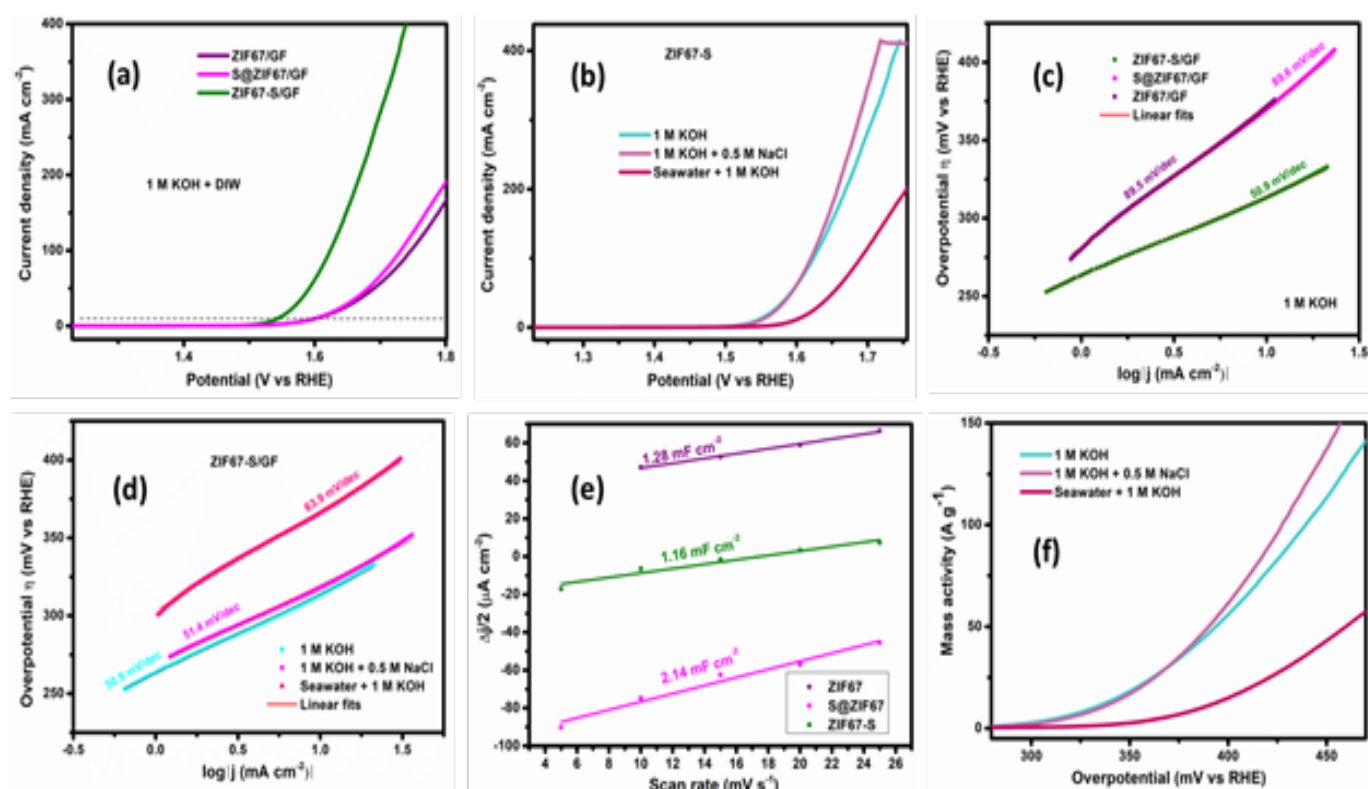 400
300
200
100
0
1.4
1.6
1.8
Current density (mA cm⁻²)
Potential (V vs RHE)
(a)
ZIF67/GF
S@ZIF67/GF
ZIF67-S/GF
1 M KOH + DIW
400
200
0
1.3
1.4
1.5
1.6
1.7
Current density (mA cm⁻²)
Potential (V vs RHE)
(b)
ZIF67-S
1 M KOH
1 M KOH + 0.5 M NaCl
Seawater + 1 M KOH
400
350
300
250
-0.5
0.0
0.5
1.0
1.5
Overpotential η (mV vs RHE)
log|j (mA cm⁻²)|
(c)
ZIF67-S/GF
S@ZIF67/GF
ZIF67/GF
Linear fits
89.6 mV/dec
89.5 mV/dec
50.9 mV/dec
1 M KOH
400
350
300
250
-0.5
0.0
0.5
1.0
1.5
Overpotential η (mV vs RHE)
log|j (mA cm⁻²)|
(d)
ZIF67-S/GF
63.9 mV/dec
51.4 mV/dec
50.9 mV/dec
1 M KOH
1 M KOH + 0.5 M NaCl
Seawater + 1 M KOH
Linear fits
60
40
20
0
-20
-40
-60
-80
-100
4 6 8 10 12 14 16 18 20 22 24 26
Δj/2 (μA cm⁻²)
Scan rate (mV s⁻¹)
(e)
1.28 mF cm⁻²
1.16 mF cm⁻²
2.14 mF cm⁻²
ZIF67
S@ZIF67
ZIF67-S
150
100
50
0
300
350
400
450
Mass activity (A g⁻¹)
Overpotential (mV vs RHE)
(f)
1 M KOH
1 M KOH + 0.5 M NaCl
Seawater + 1 M KOH